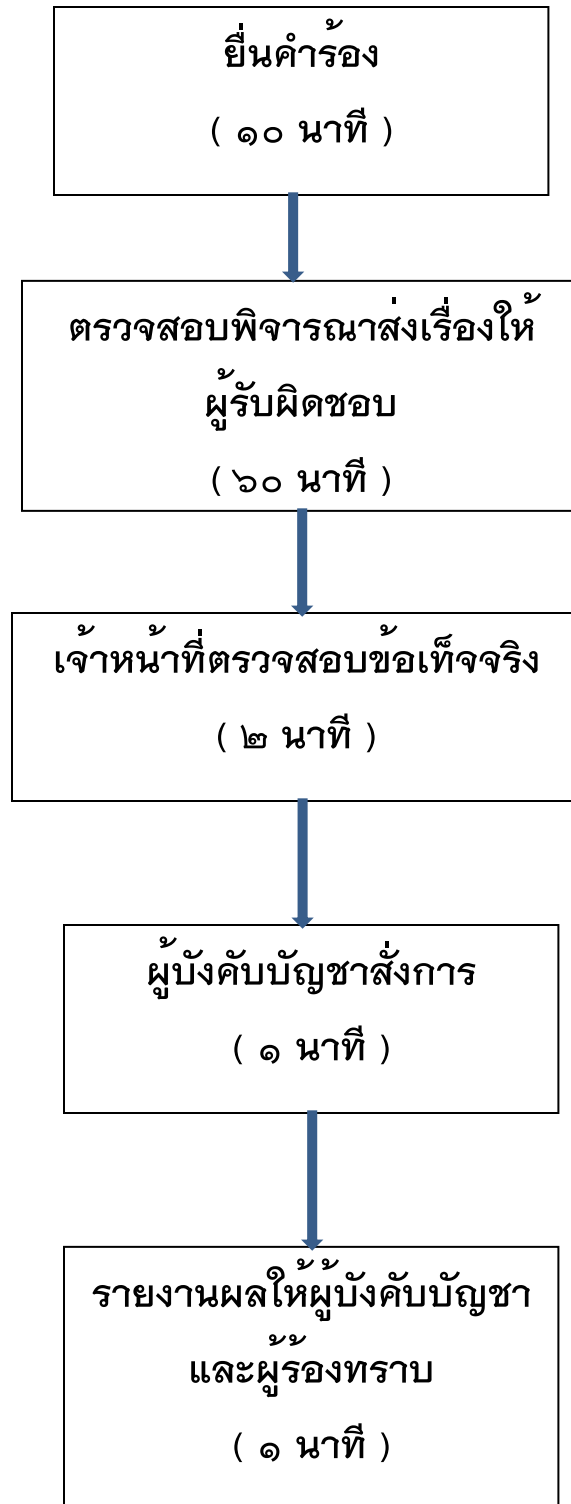 ยื่นคำร้อง
( ๑๐ นาที )
ตรวจสอบพิจารณาส่งเรื่องให้
ผู้รับผิดชอบ
( ๖๐ นาที )
เจ้าหน้าที่ตรวจสอบข้อเท็จจริง
( ๒ นาที )
ผู้บังคับบัญชาสั่งการ
( ๑ นาที )
รายงานผลให้ผู้บังคับบัญชา
และผู้ร้องทราบ
( ๑ นาที )